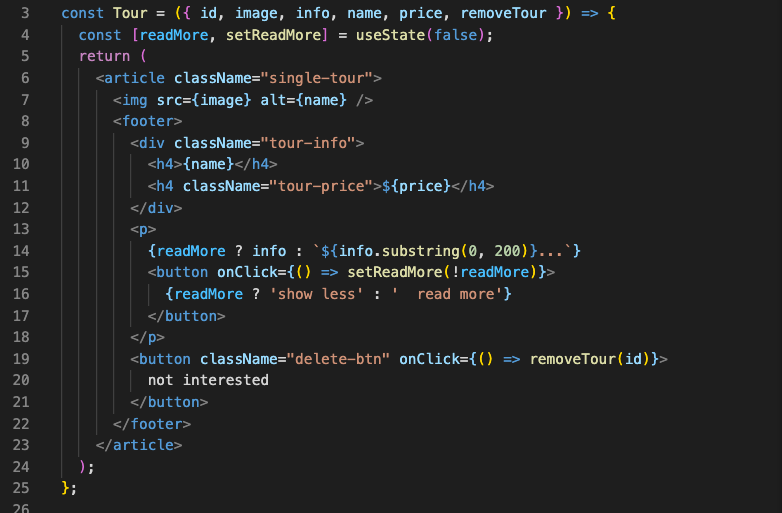 3 const Tour = ({ id, image, info, name, price, removeTour }) => {
4   const [readMore, setReadMore] = useState(false);
5   return (
6     <article className="single-tour">
7       <img src={image} alt={name} />
8       <footer>
9         <div className="tour-info">
10           <h4>{name}</h4>
11           <h4 className="tour-price">${price}</h4>
12         </div>
13         <p>
14           {readMore ? info : `${info.substring(0, 200)}...`}
15           <button onClick={() => setReadMore(!readMore)}>
16             {readMore ? 'show less' : '  read more'}
17           </button>
18         </p>
19         <button className="delete-btn" onClick={() => removeTour(id)}>
20           not interested
21         </button>
22       </footer>
23     </article>
24   );
25 };
26